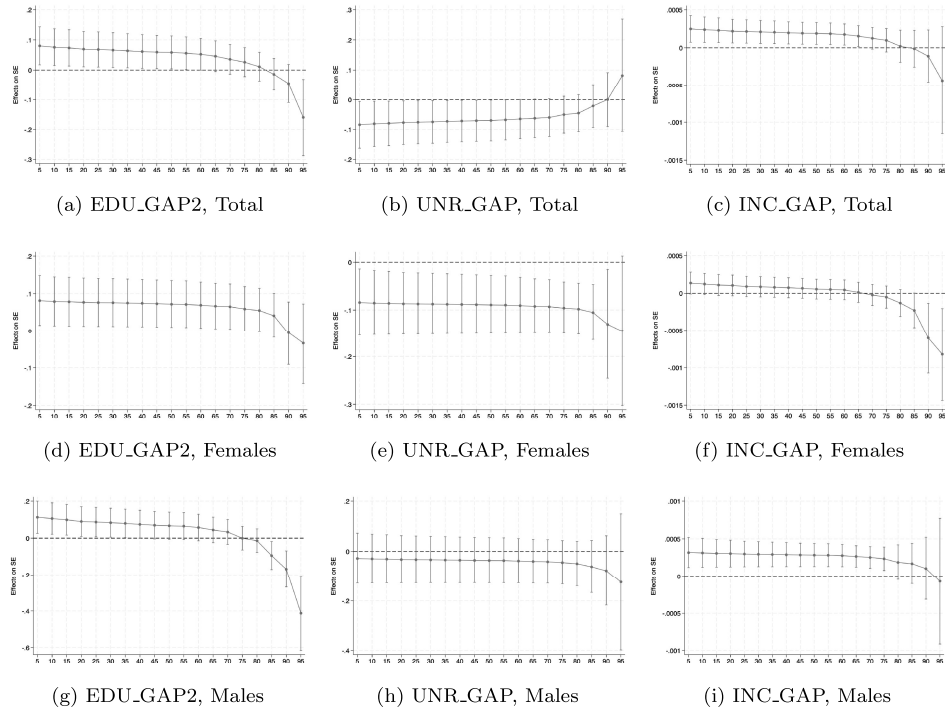 .2
.1
0
-.1
-.2
-.3
Effects on SE
5 10 15 20 25 30 35 40 45 50 55 60 65 70 75 80 85 90 95
(a) EDU_GAP2, Total
.3
.2
.1
0
-.1
-.2
Effects on SE
5 10 15 20 25 30 35 40 45 50 55 60 65 70 75 80 85 90 95
(b) UNR_GAP, Total
.0005
0
-.001
-.0015
Effects on SE
5 10 15 20 25 30 35 40 45 50 55 60 65 70 75 80 85 90 95
(c) INC_GAP, Total
.2
.1
0
-.1
-.2
Effects on SE
5 10 15 20 25 30 35 40 45 50 55 60 65 70 75 80 85 90 95
(d) EDU_GAP2, Females
0
-.1
-.2
-.3
Effects on SE
5 10 15 20 25 30 35 40 45 50 55 60 65 70 75 80 85 90 95
(e) UNR_GAP, Females
.0005
0
-.0005
-.001
-.0015
Effects on SE
5 10 15 20 25 30 35 40 45 50 55 60 65 70 75 80 85 90 95
(f) INC_GAP, Females
.2
0
-.4
-.6
Effects on SE
5 10 15 20 25 30 35 40 45 50 55 60 65 70 75 80 85 90 95
(g) EDU_GAP2, Males
.2
0
-.2
-.4
Effects on SE
5 10 15 20 25 30 35 40 45 50 55 60 65 70 75 80 85 90 95
(h) UNR_GAP, Males
.001
.0005
0
-.0005
-.001
Effects on SE
5 10 15 20 25 30 35 40 45 50 55 60 65 70 75 80 85 90 95
(i) INC_GAP, Males